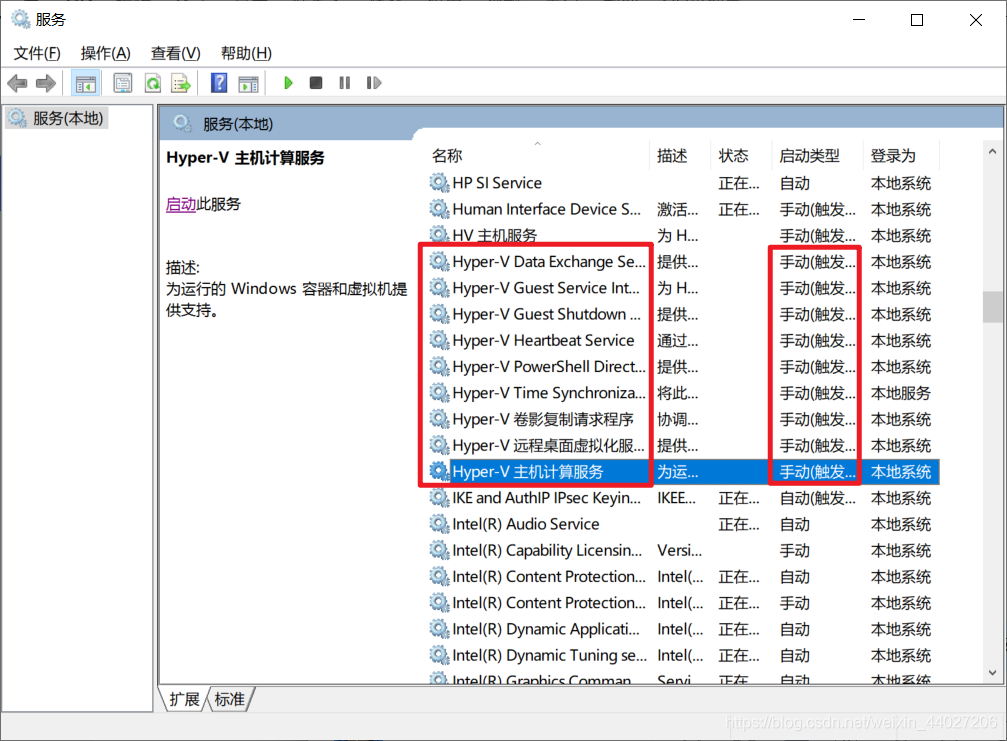 服务
文件(F) 操作(A) 查看(V) 帮助(H)
服务(本地)
服务(本地)
Hyper-V 主机计算服务
启动此服务
描述:
为运行的 Windows 容器和虚拟机提
供支持。
名称 描述 状态 启动类型 登录为
HP SI Service 正在... 自动 本地系统
Human Interface Device S... 激活... 正在... 手动(触发... 本地系统
HV 主机服务 为 H... 手动(触发... 本地系统
Hyper-V Data Exchange Se... 提供... 手动(触发... 本地系统
Hyper-V Guest Service Int... 为 H... 手动(触发... 本地系统
Hyper-V Guest Shutdown ... 提供... 手动(触发... 本地系统
Hyper-V Heartbeat Service 通过... 手动(触发... 本地系统
Hyper-V PowerShell Direct... 提供... 手动(触发... 本地系统
Hyper-V Time Synchroniza... 将此... 手动(触发... 本地服务
Hyper-V 卷影复制请求程序 协调... 手动(触发... 本地系统
Hyper-V 远程桌面虚拟化服... 提供... 手动(触发... 本地系统
Hyper-V 主机计算服务 为运... 手动(触发... 本地系统
IKE and AuthIP IPsec Keyin... IKEE... 正在... 自动(触发... 本地系统
Intel(R) Audio Service 正在... 自动 本地系统
Intel(R) Capability Licensin... Versi... 手动 本地系统
Intel(R) Content Protection... Intel(... 正在... 自动 本地系统
Intel(R) Content Protection... Intel(... 正在... 手动 本地系统
Intel(R) Dynamic Applicati... Intel(... 正在... 自动 本地系统
Intel(R) Dynamic Tuning se... Intel(... 正在... 自动 本地系统
Intel(R) Graphics Comman... Servi... 正在... 自动 本地系统
扩展 标准
https://blog.csdn.net/weixin_44027206